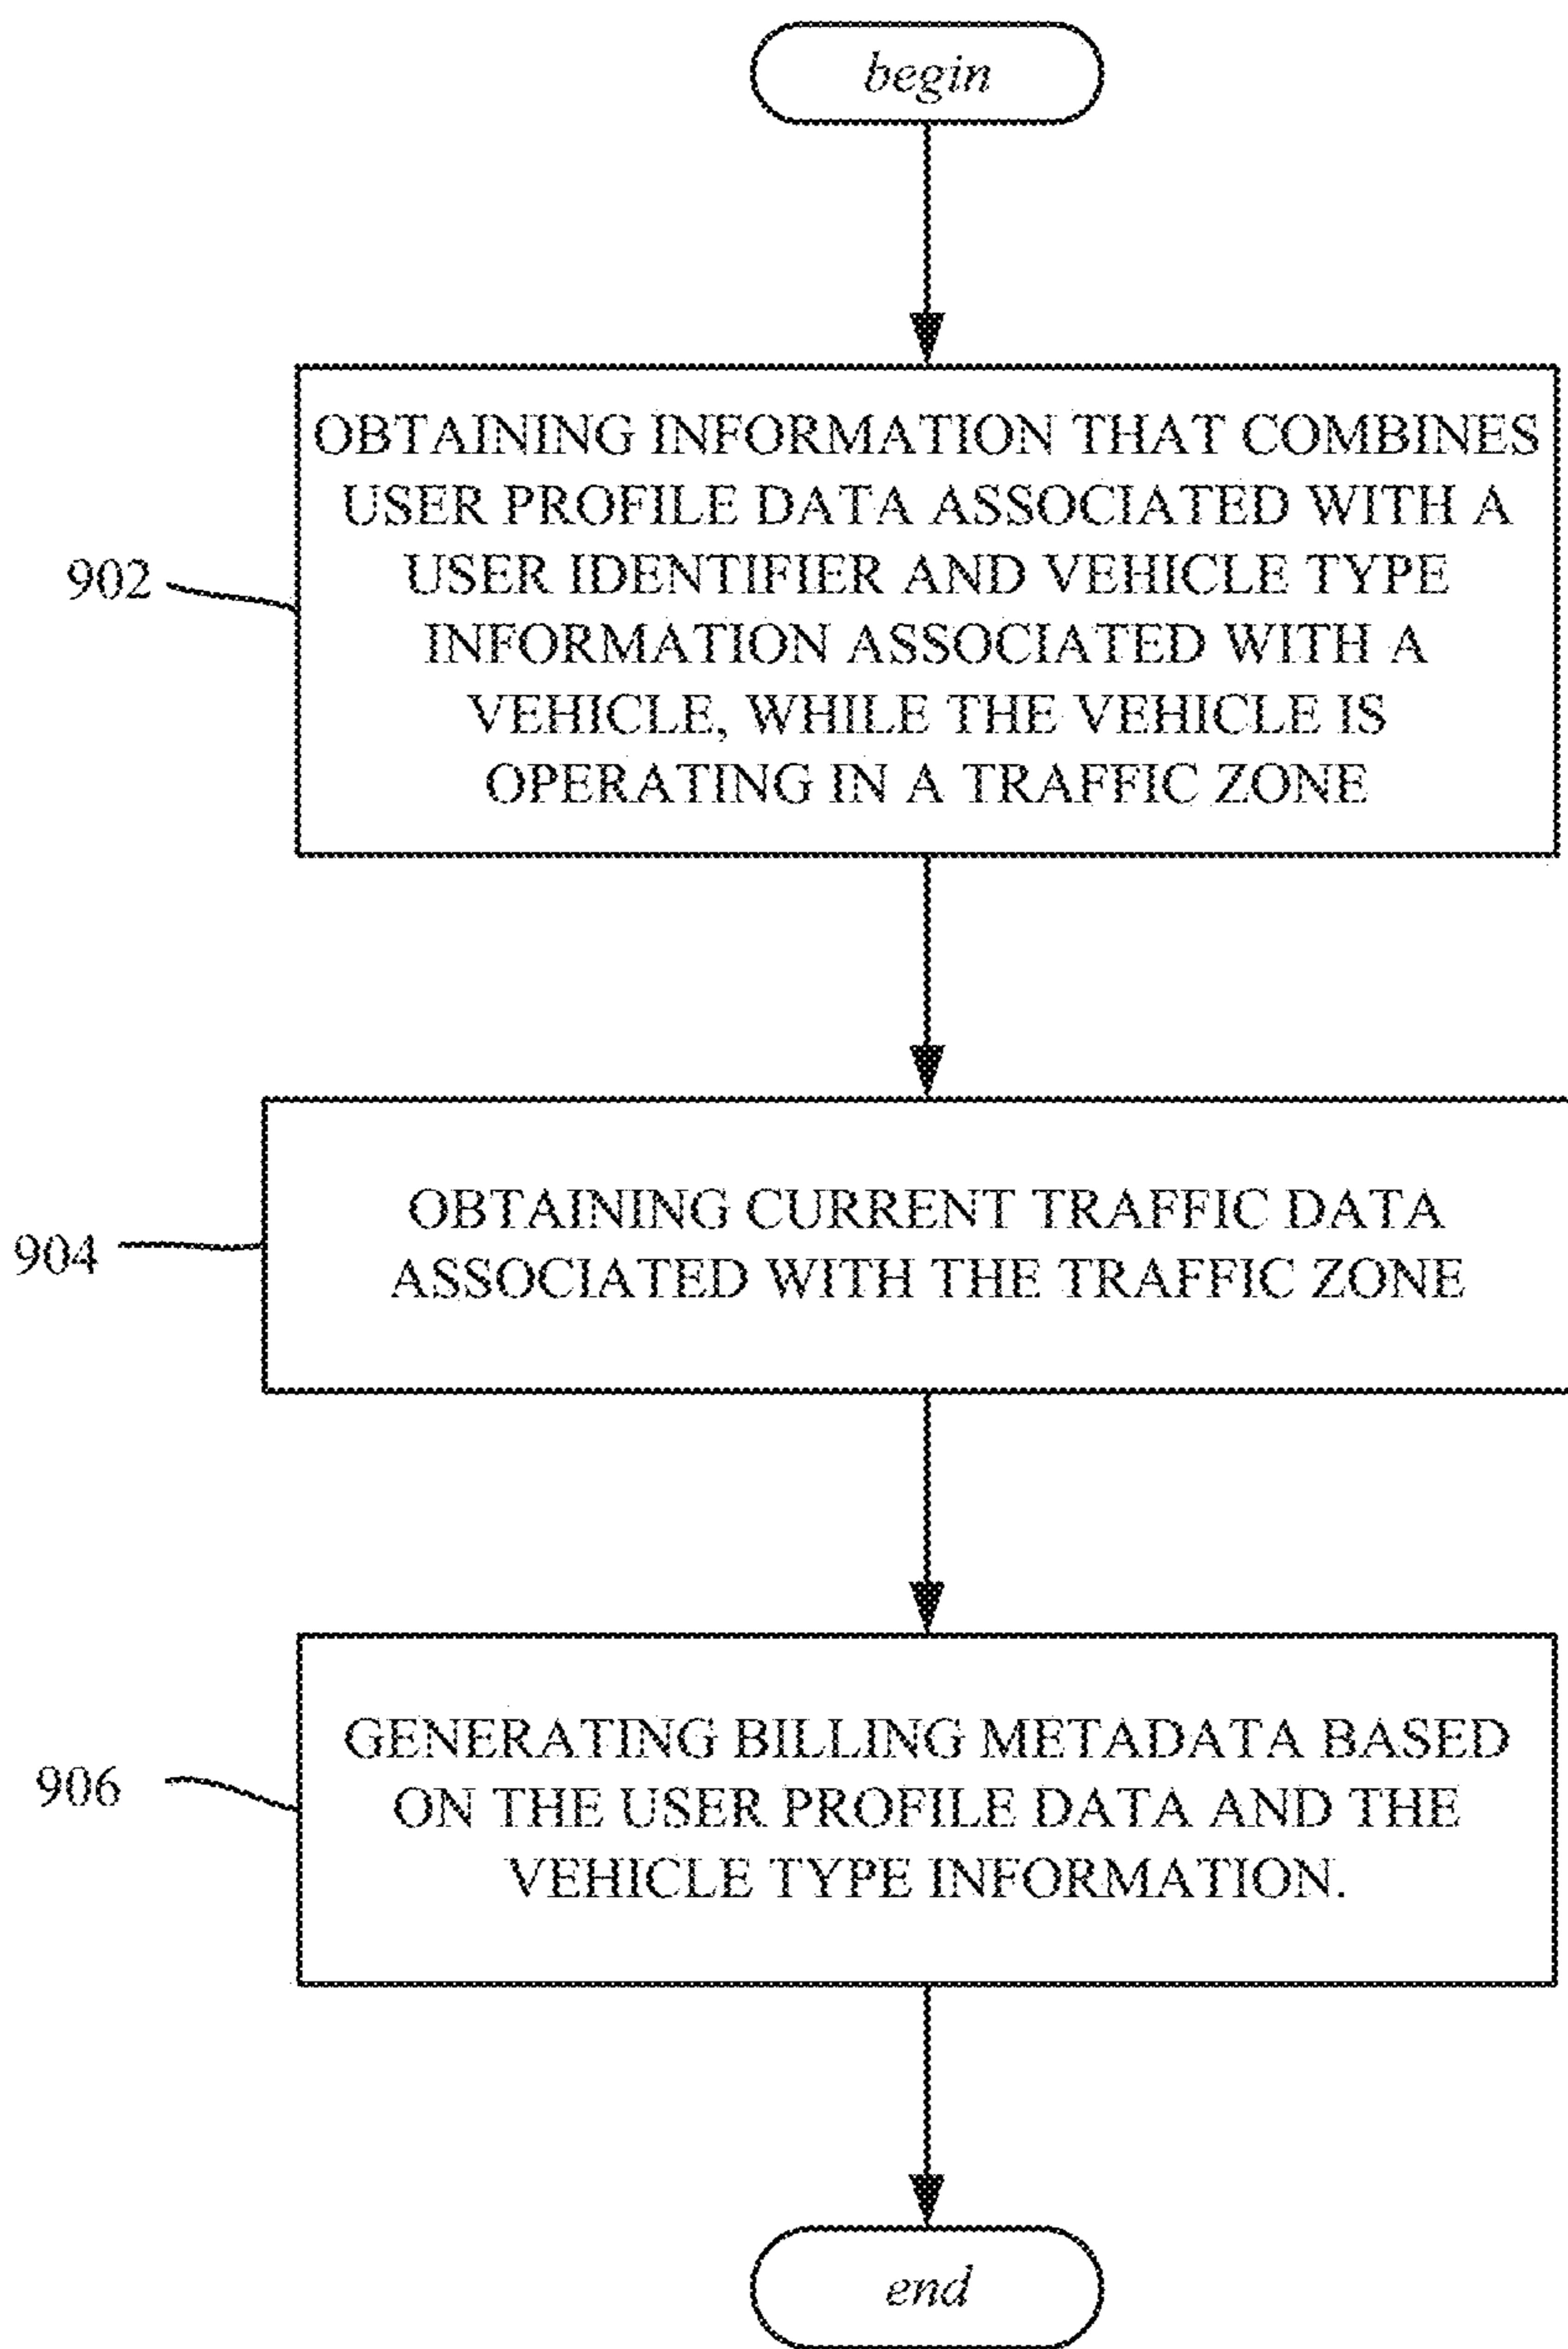 begin
OBTAINING INFORMATION THAT COMBINES
USER PROFILE DATA ASSOCIATED WITH A
USER IDENTIFIER AND VEHICLE TYPE
INFORMATION ASSOCIATED WITH A
VEHICLE, WHILE THE VEHICLE IS
OPERATING IN A TRAFFIC ZONE
902
OBTAINING CURRENT TRAFFIC DATA
ASSOCIATED WITH THE TRAFFIC ZONE
904
GENERATING BILLING METADATA BASED
ON THE USER PROFILE DATA AND THE
VEHICLE TYPE INFORMATION.
906
end